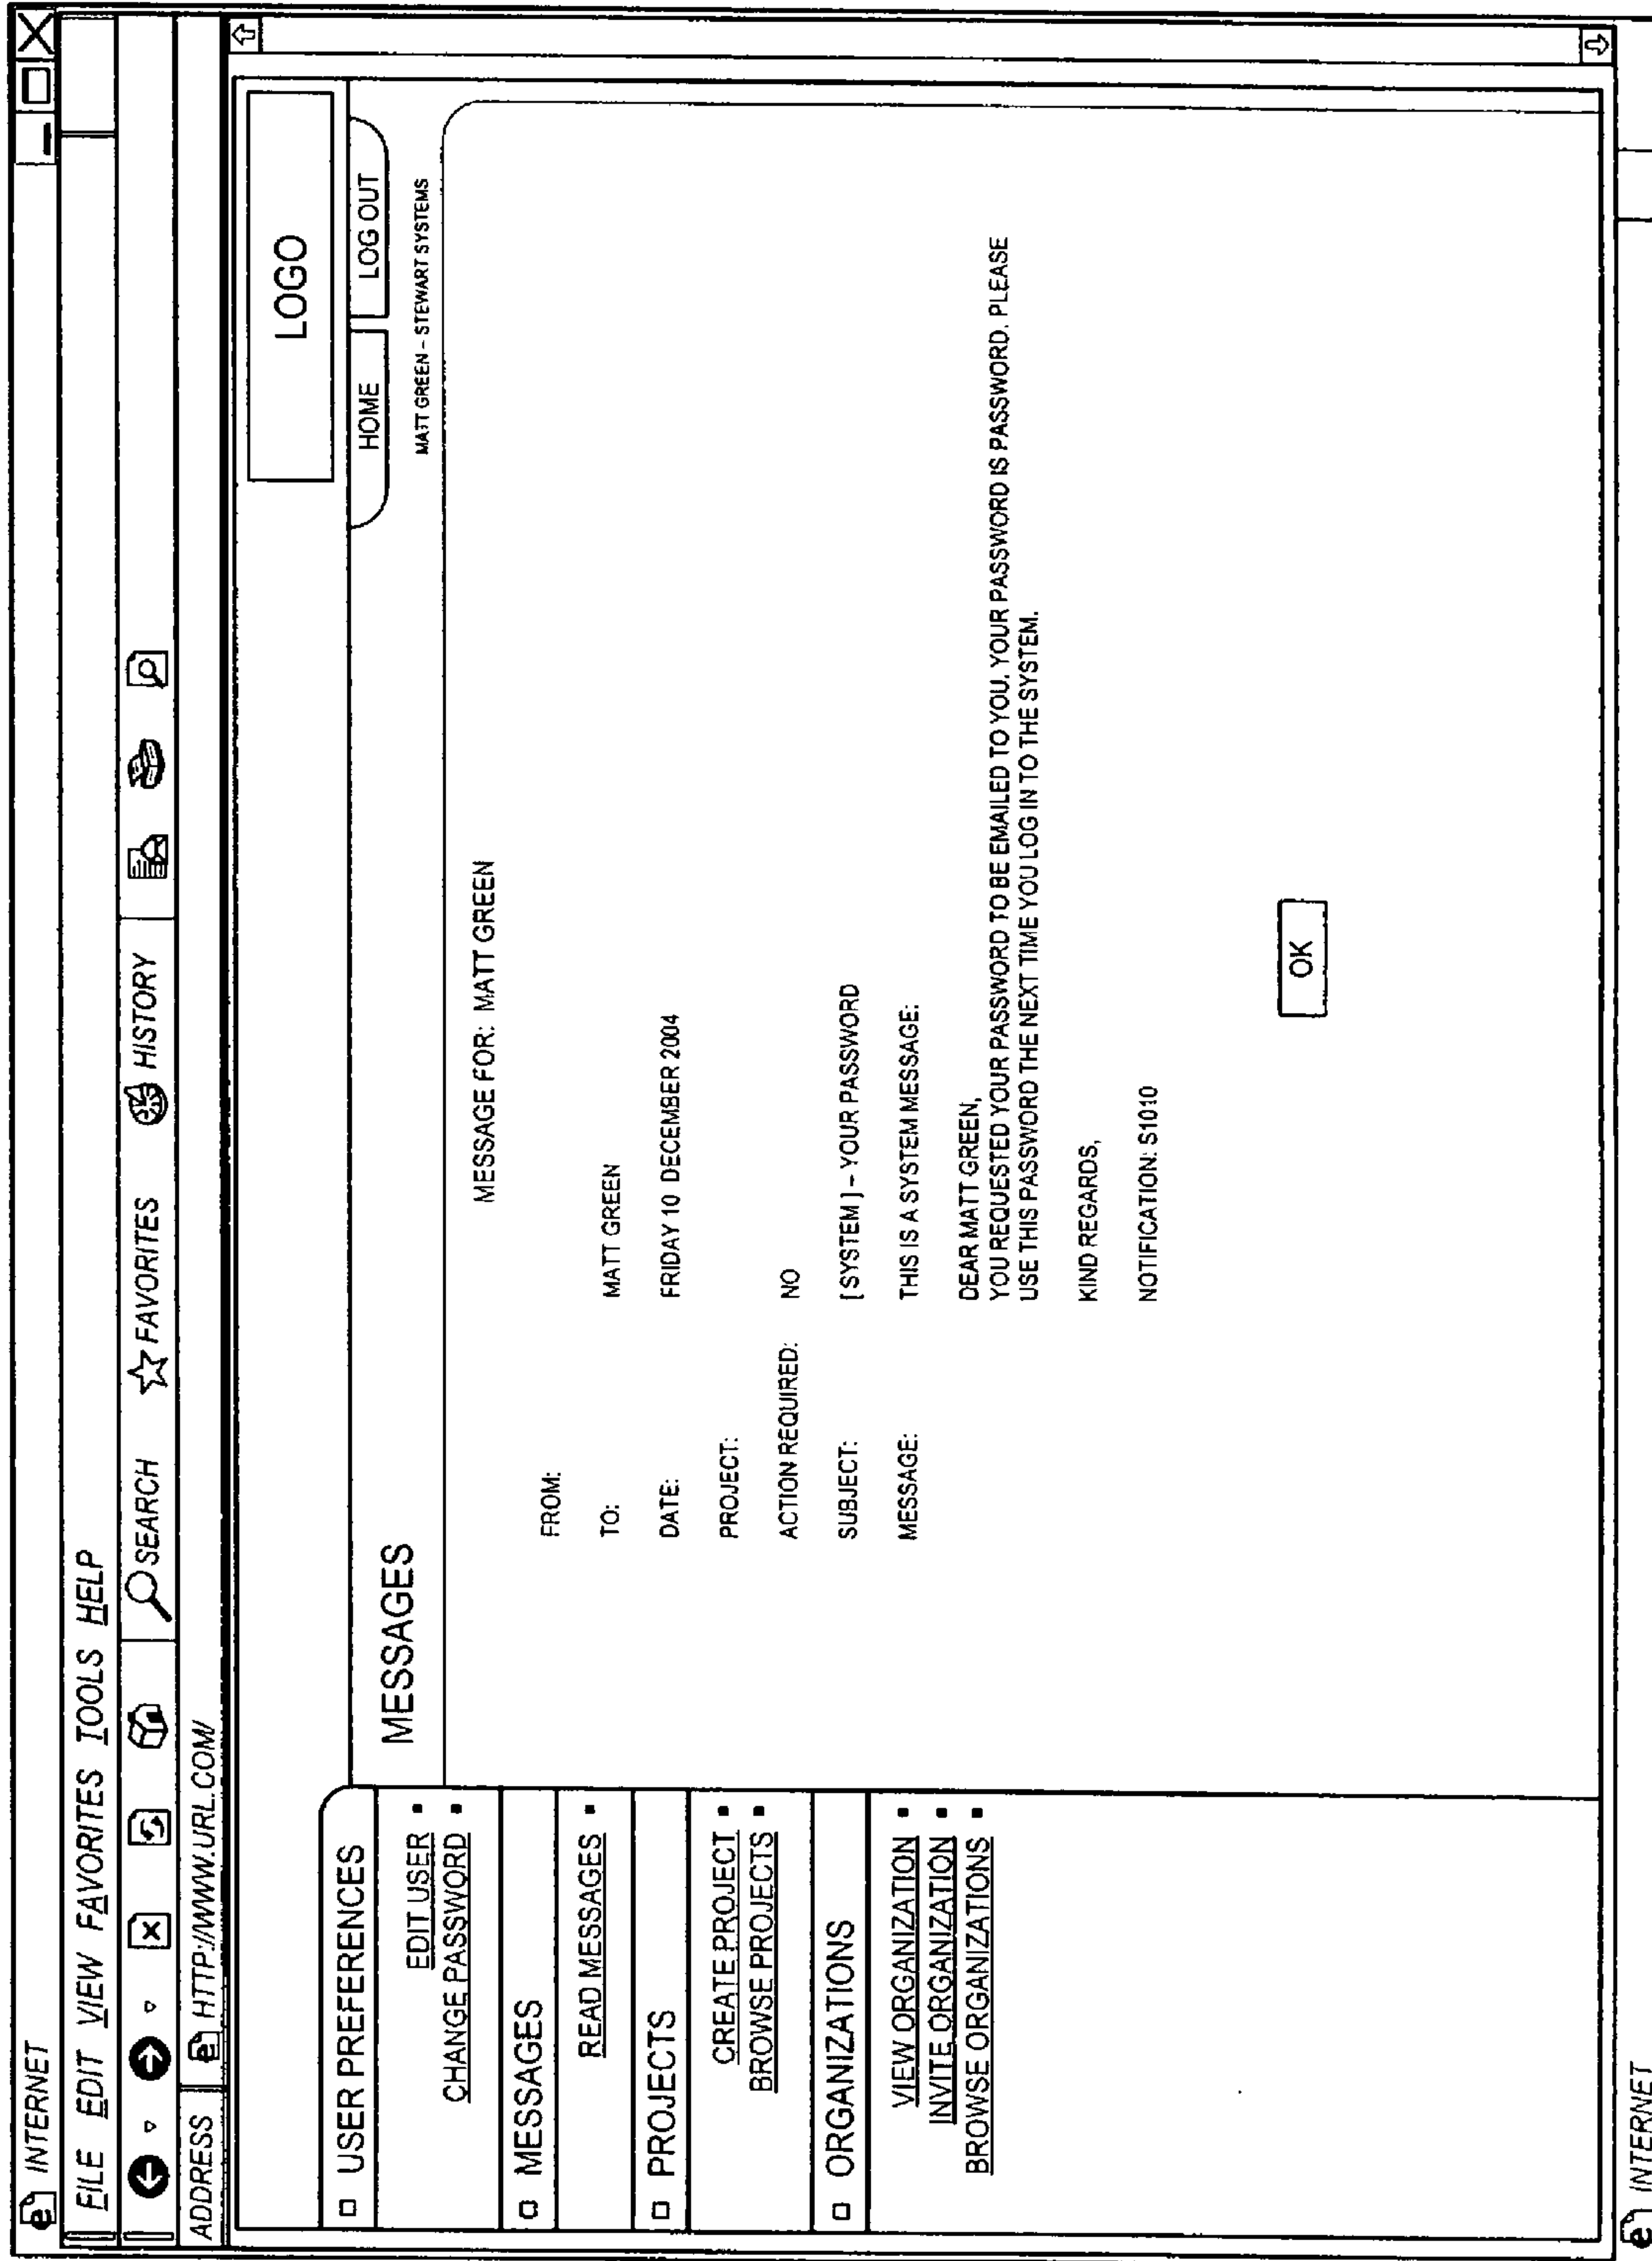 INTERNET
FILE EDIT VIEW FAVORITES TOOLS HELP
SEARCH FAVORITES HISTORY
ADDRESS HTTP://WWW.URL.COM/
LOGO
HOME LOG OUT
USER PREFERENCES
EDIT USER
CHANGE PASSWORD
MESSAGES
READ MESSAGES
PROJECTS
CREATE PROJECT
BROWSE PROJECTS
ORGANIZATIONS
VIEW ORGANIZATION
INVITE ORGANIZATION
BROWSE ORGANIZATIONS
MESSAGES
MATT GREEN – STEWART SYSTEMS
MESSAGE FOR: MATT GREEN
FROM:
TO: MATT GREEN
DATE: FRIDAY 10 DECEMBER 2004
PROJECT:
ACTION REQUIRED: NO
SUBJECT: [SYSTEM] – YOUR PASSWORD
MESSAGE: THIS IS A SYSTEM MESSAGE:
DEAR MATT GREEN,
YOU REQUESTED YOUR PASSWORD TO BE EMAILED TO YOU. YOUR PASSWORD IS PASSWORD. PLEASE
USE THIS PASSWORD THE NEXT TIME YOU LOG IN TO THE SYSTEM.
KIND REGARDS,
NOTIFICATION: S1010
OK
INTERNET